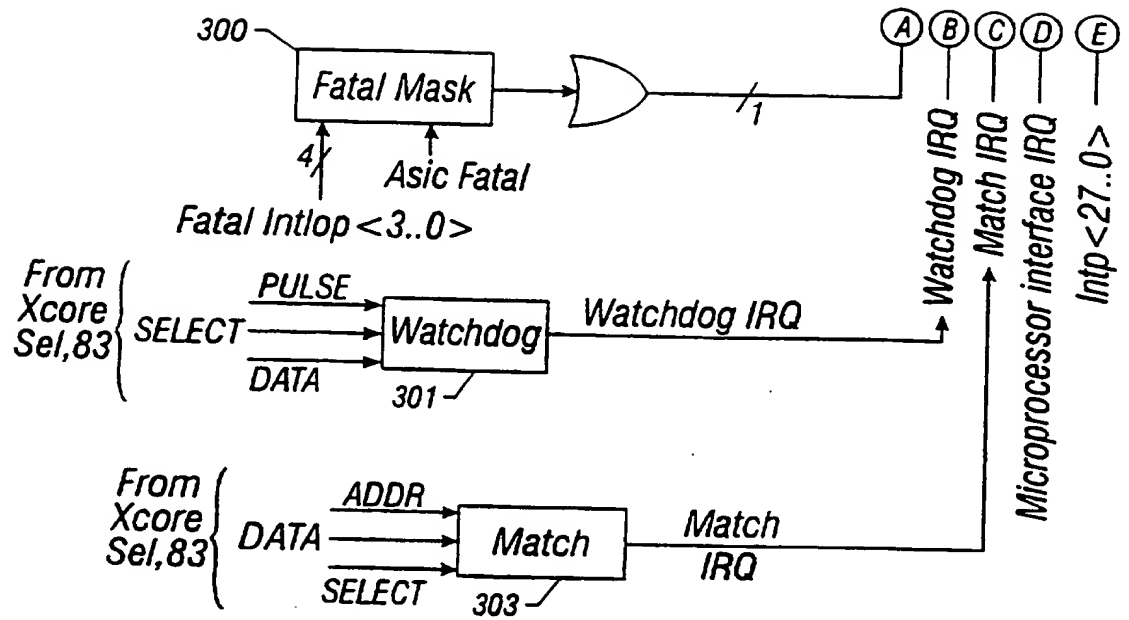 300
Fatal Mask
A
B
C
D
E
1
4
Asic Fatal
Fatal Intlop<3..0>
Watchdog IRQ
Match IRQ
Microprocessor interface IRQ
Intp<27..0>
From
Xcore
Sel,83
PULSE
SELECT
DATA
Watchdog
301
Watchdog IRQ
From
Xcore
Sel,83
ADDR
DATA
SELECT
Match
303
Match
IRQ